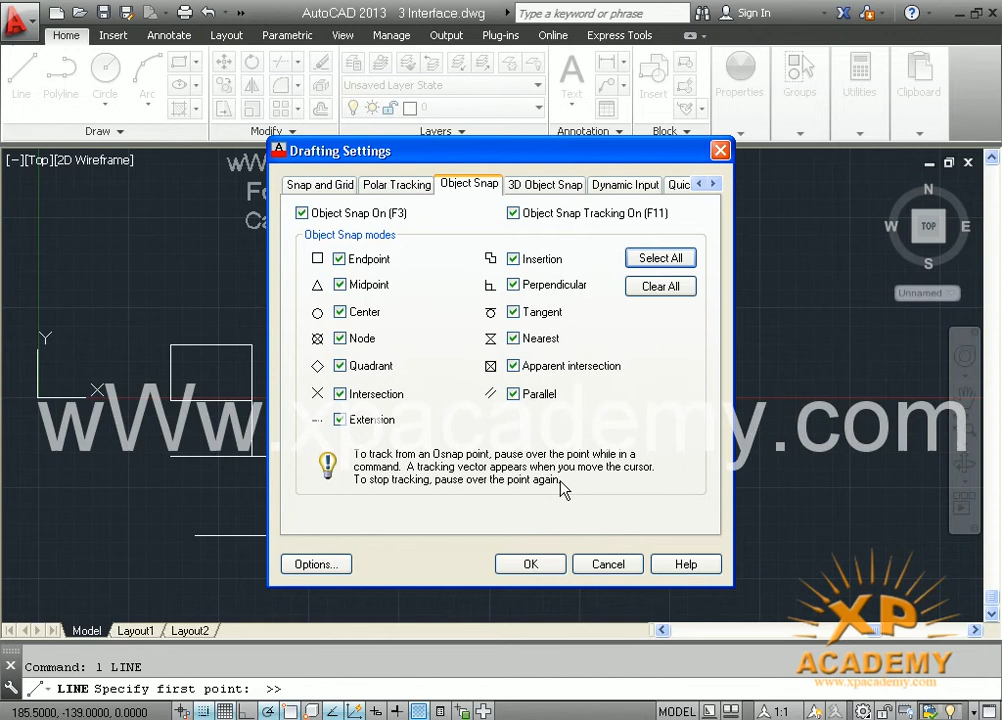 AutoCAD 2013 3 Interface.dwg
Type a keyword or phrase
Sign In
Home Insert Annotate Layout Parametric View Manage Output Plug-ins Online Express Tools
Line Polyline Circle Arc
Unsaved Layer State
0
Text
Insert
Properties
Groups
Utilities
Clipboard
Draw
Modify
Layers
Annotation
Block
[−][Top][2D Wireframe]
wW
Fo
Ca
Drafting Settings
Snap and Grid Polar Tracking Object Snap 3D Object Snap Dynamic Input Quic
Object Snap On (F3)
Object Snap Tracking On (F11)
Object Snap modes
Endpoint
Insertion
Select All
Midpoint
Perpendicular
Clear All
Center
Tangent
Node
Nearest
Quadrant
Apparent intersection
Intersection
Parallel
Extension
To track from an Osnap point, pause over the point while in a
command. A tracking vector appears when you move the cursor.
To stop tracking, pause over the point again.
Options...
OK
Cancel
Help
N
W TOP E
S
Unnamed
Y
X
wWw.xpacademy.com
Model Layout1 Layout2
Command: l LINE
LINE Specify first point: >>
185.5000, -139.0000, 0.0000
MODEL
1:1
XP
ACADEMY
www.xpacademy.com